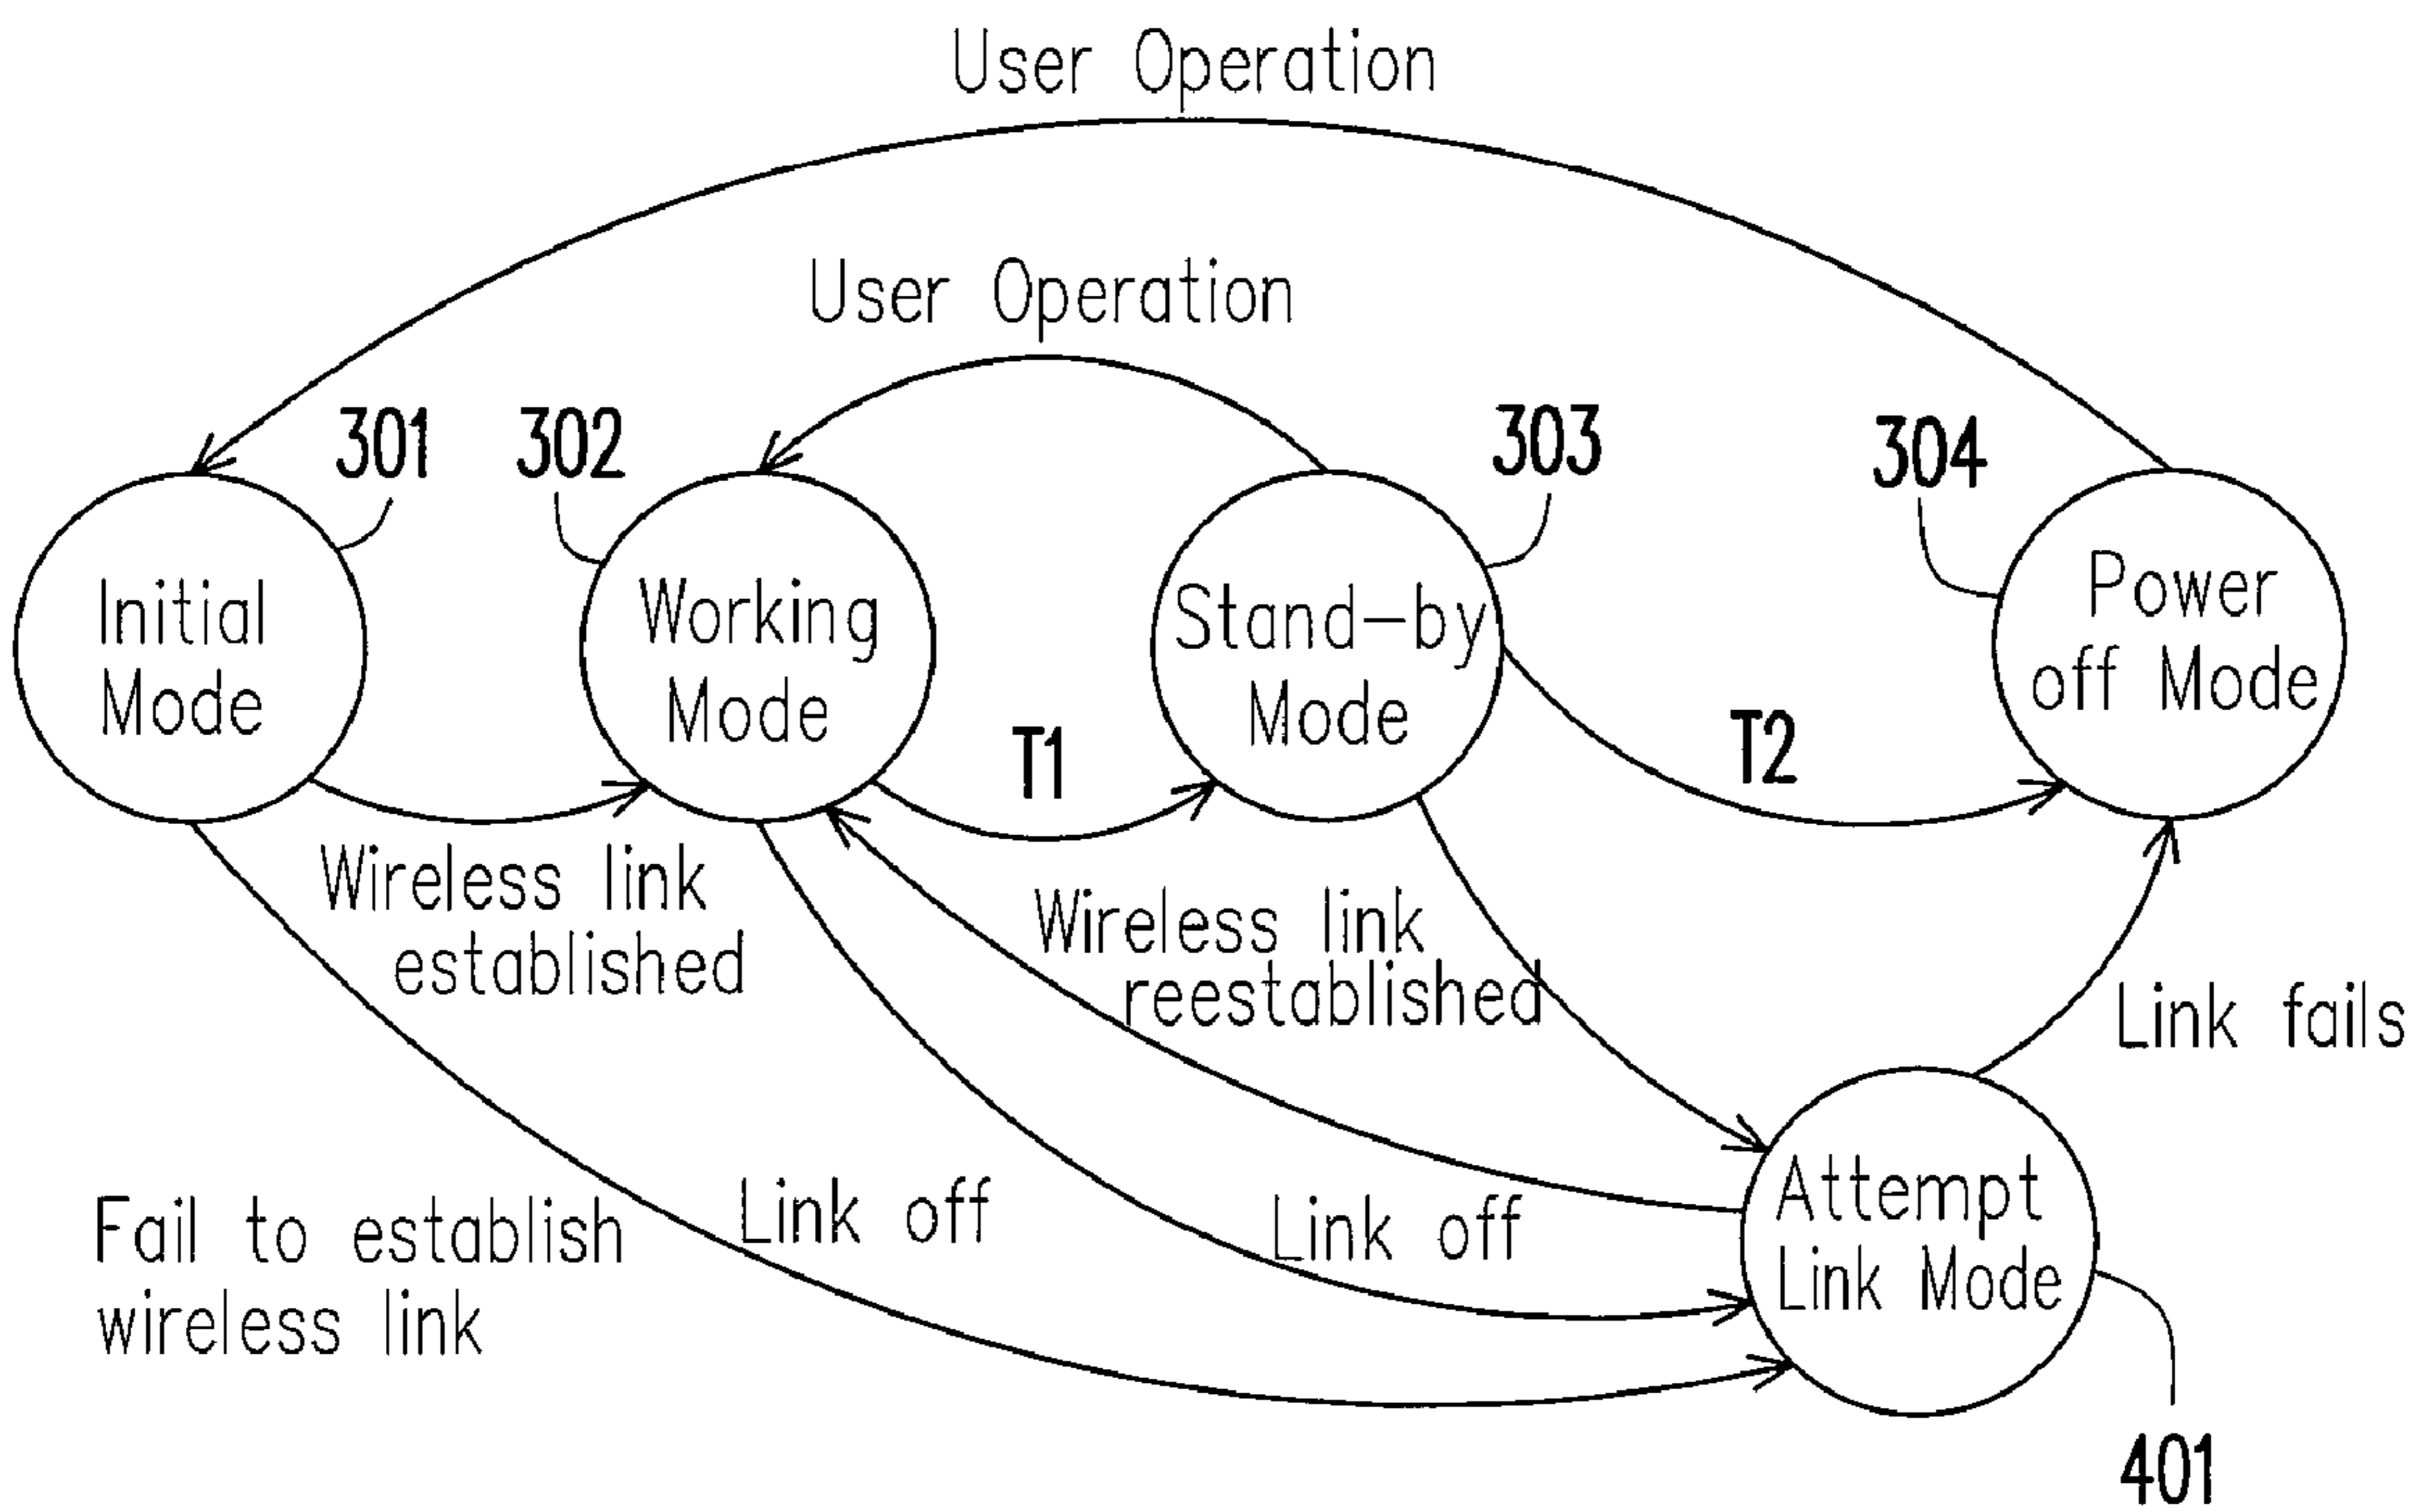 User Operation
User Operation
301
302
303
304
Initial
Mode
Working
Mode
Stand-by
Mode
Power
off Mode
T1
T2
Wireless link
established
Wireless link
reestablished
Link fails
Fail to establish
wireless link
Link off
Link off
Attempt
Link Mode
401